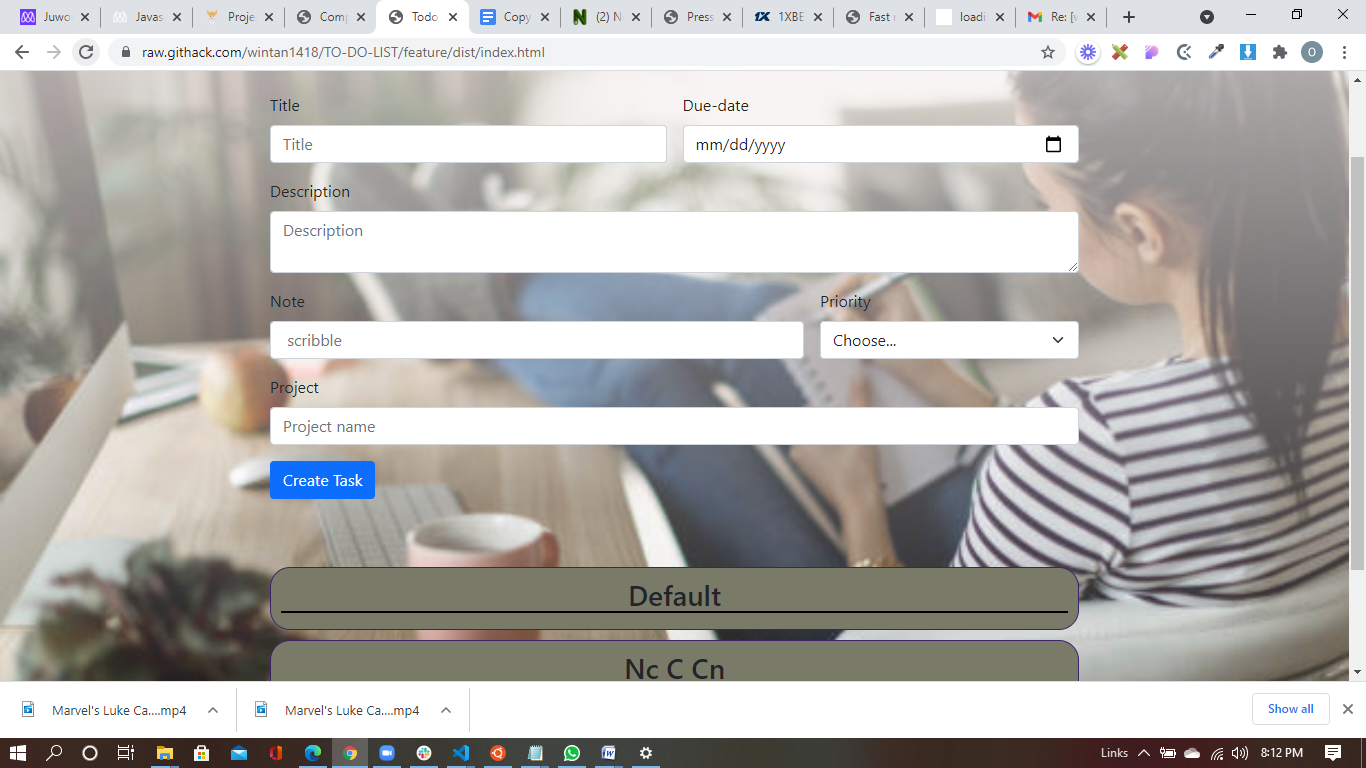 Juwo
Javas
Proje
Comp
Todo
Copy
(2) N
Press
1XBE
Fast r
loadi
Re: [w
raw.githack.com/wintan1418/TO-DO-LIST/feature/dist/index.html
O
Title Due-date
Title mm/dd/yyyy
Description
Description
Note Priority
scribble Choose...
Project
Project name
Create Task
Default
Nc C Cn
Marvel's Luke Ca....mp4 Marvel's Luke Ca....mp4 Show all
Links 8:12 PM